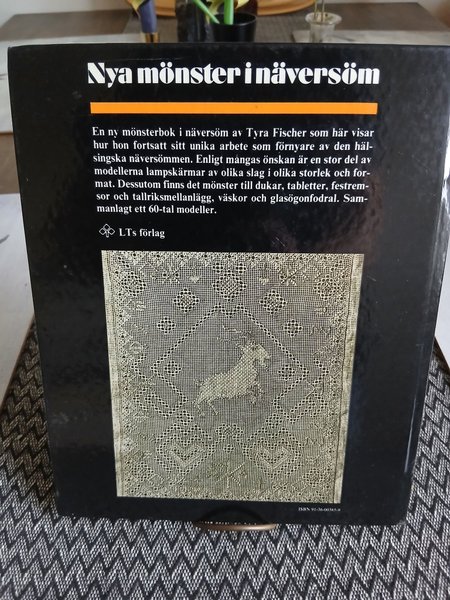 Nya mönster i näversöm
En ny mönsterbok i näversöm av Tyra Fischer som här visar
hur hon fortsatt sitt unika arbete som förnyare av den häl-
singska näversömmen. Enligt mångas önskan är en stor del av
modellerna lampskärmar av olika slag i olika storlek och for-
mat. Dessutom finns det mönster till dukar, tabletter, festrem-
sor och tallriksmellanlägg, väskor och glasögonfodral. Sam-
manlagt ett 60-tal modeller.
LTs förlag
ISBN